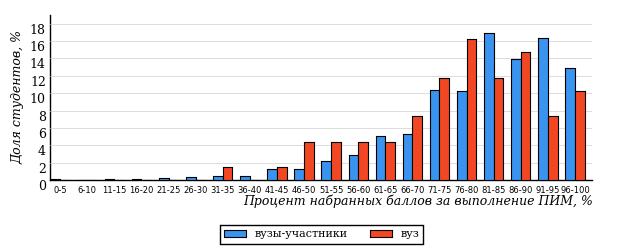 Доля студентов, %
18
16
14
12
10
8
6
4
2
0
0-5 6-10 11-15 16-20 21-25 26-30 31-35 36-40 41-45 46-50 51-55 56-60 61-65 66-70 71-75 76-80 81-85 86-90 91-95 96-100
Процент набранных баллов за выполнение ПИМ, %
вузы-участники вуз